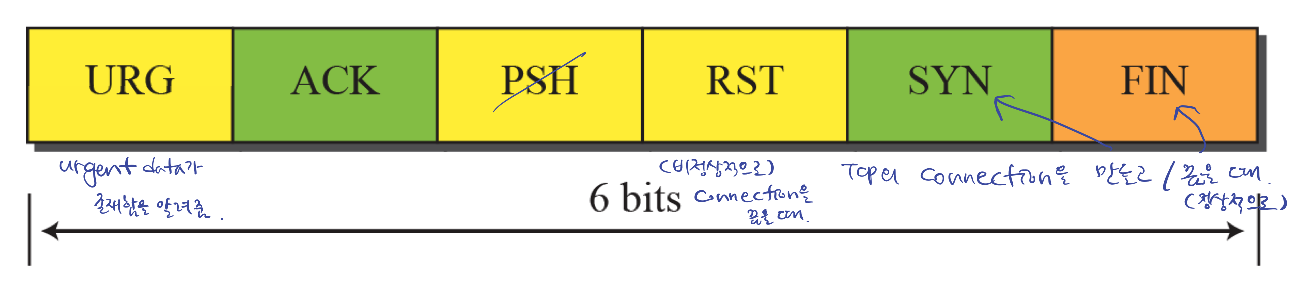 URG ACK PSH RST SYN FIN
urgent data가
존재함을 알려줌.
(비정상적으로)
Connection을
끊을 때.
TCP의 Connection을 만들고 / 끊을 때.
(정상적으로)
6 bits